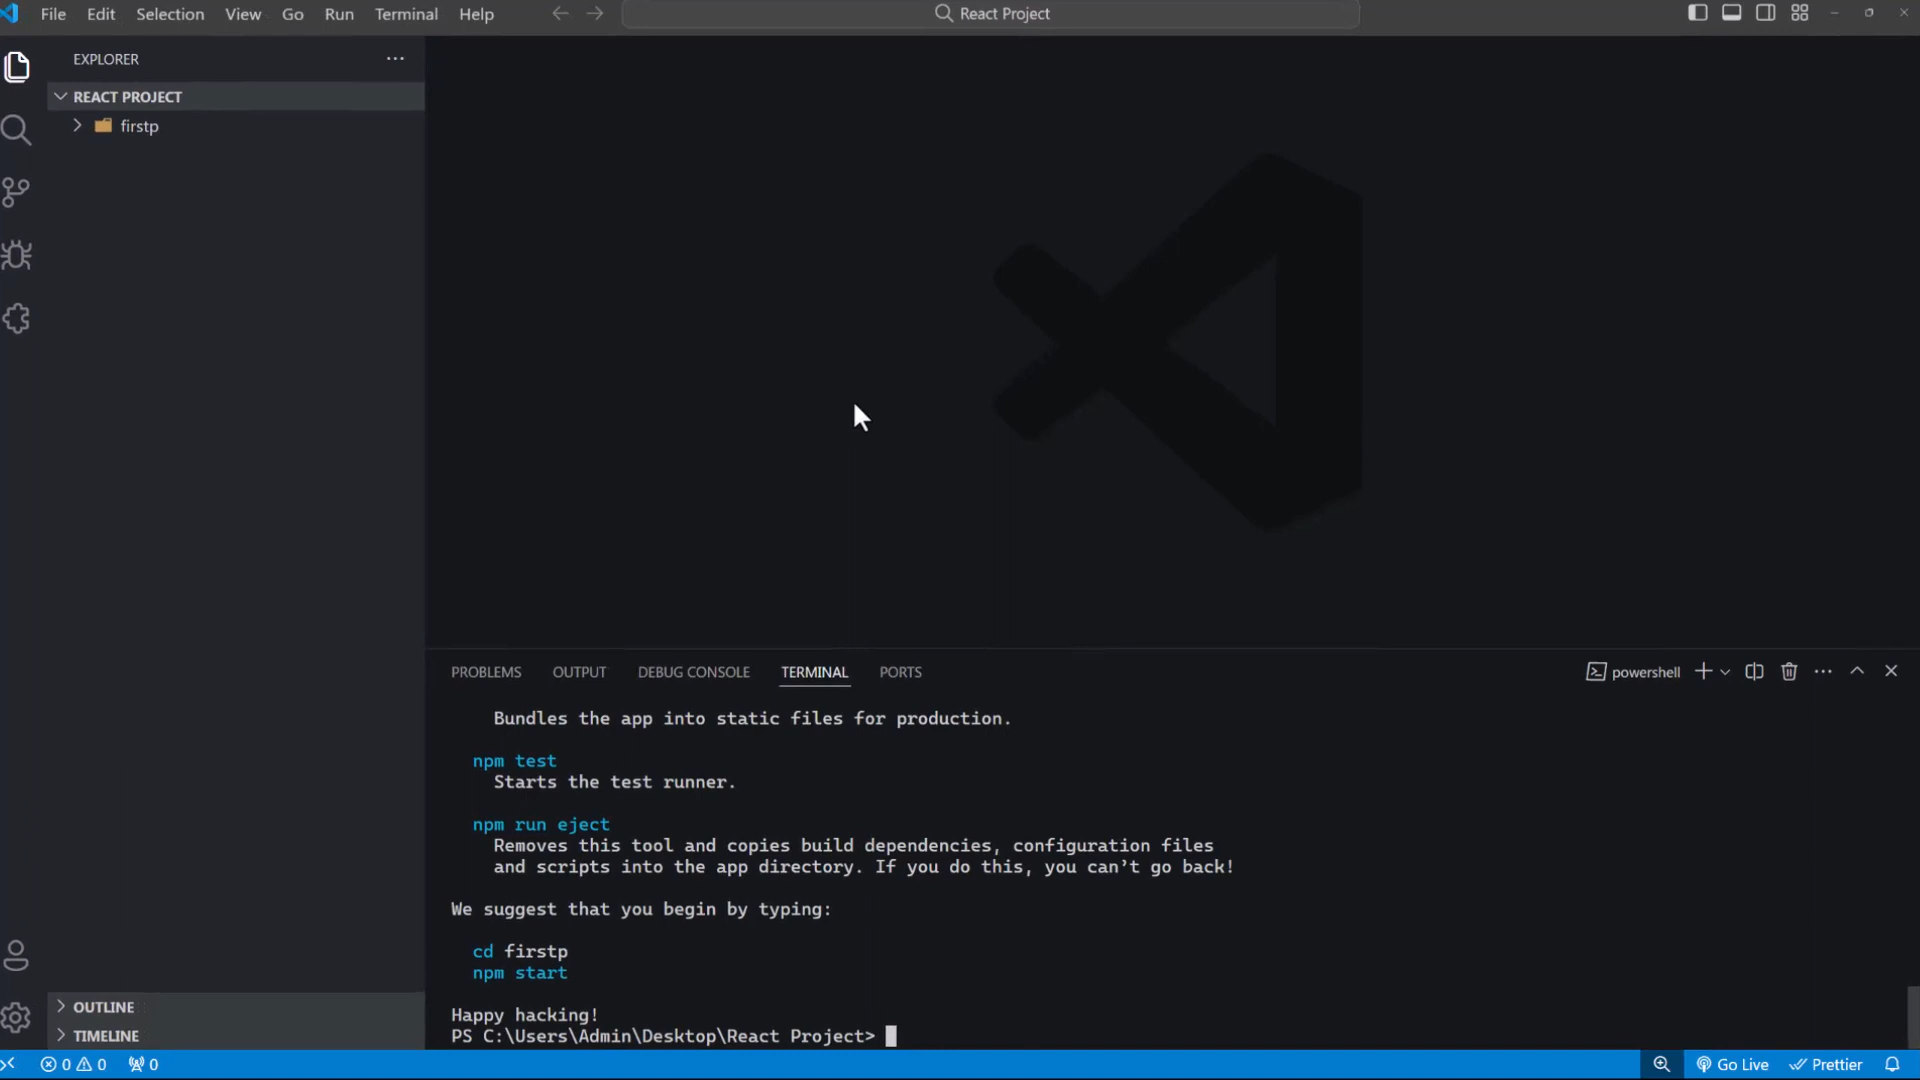 File Edit Selection View Go Run Terminal Help React Project
EXPLORER
REACT PROJECT
firstp
PROBLEMS OUTPUT DEBUG CONSOLE TERMINAL PORTS powershell
Bundles the app into static files for production.
npm test
Starts the test runner.
npm run eject
Removes this tool and copies build dependencies, configuration files
and scripts into the app directory. If you do this, you can’t go back!
We suggest that you begin by typing:
cd firstp
npm start
Happy hacking!
PS C:\Users\Admin\Desktop\React Project>
OUTLINE
TIMELINE
0 0 0 Go Live Prettier